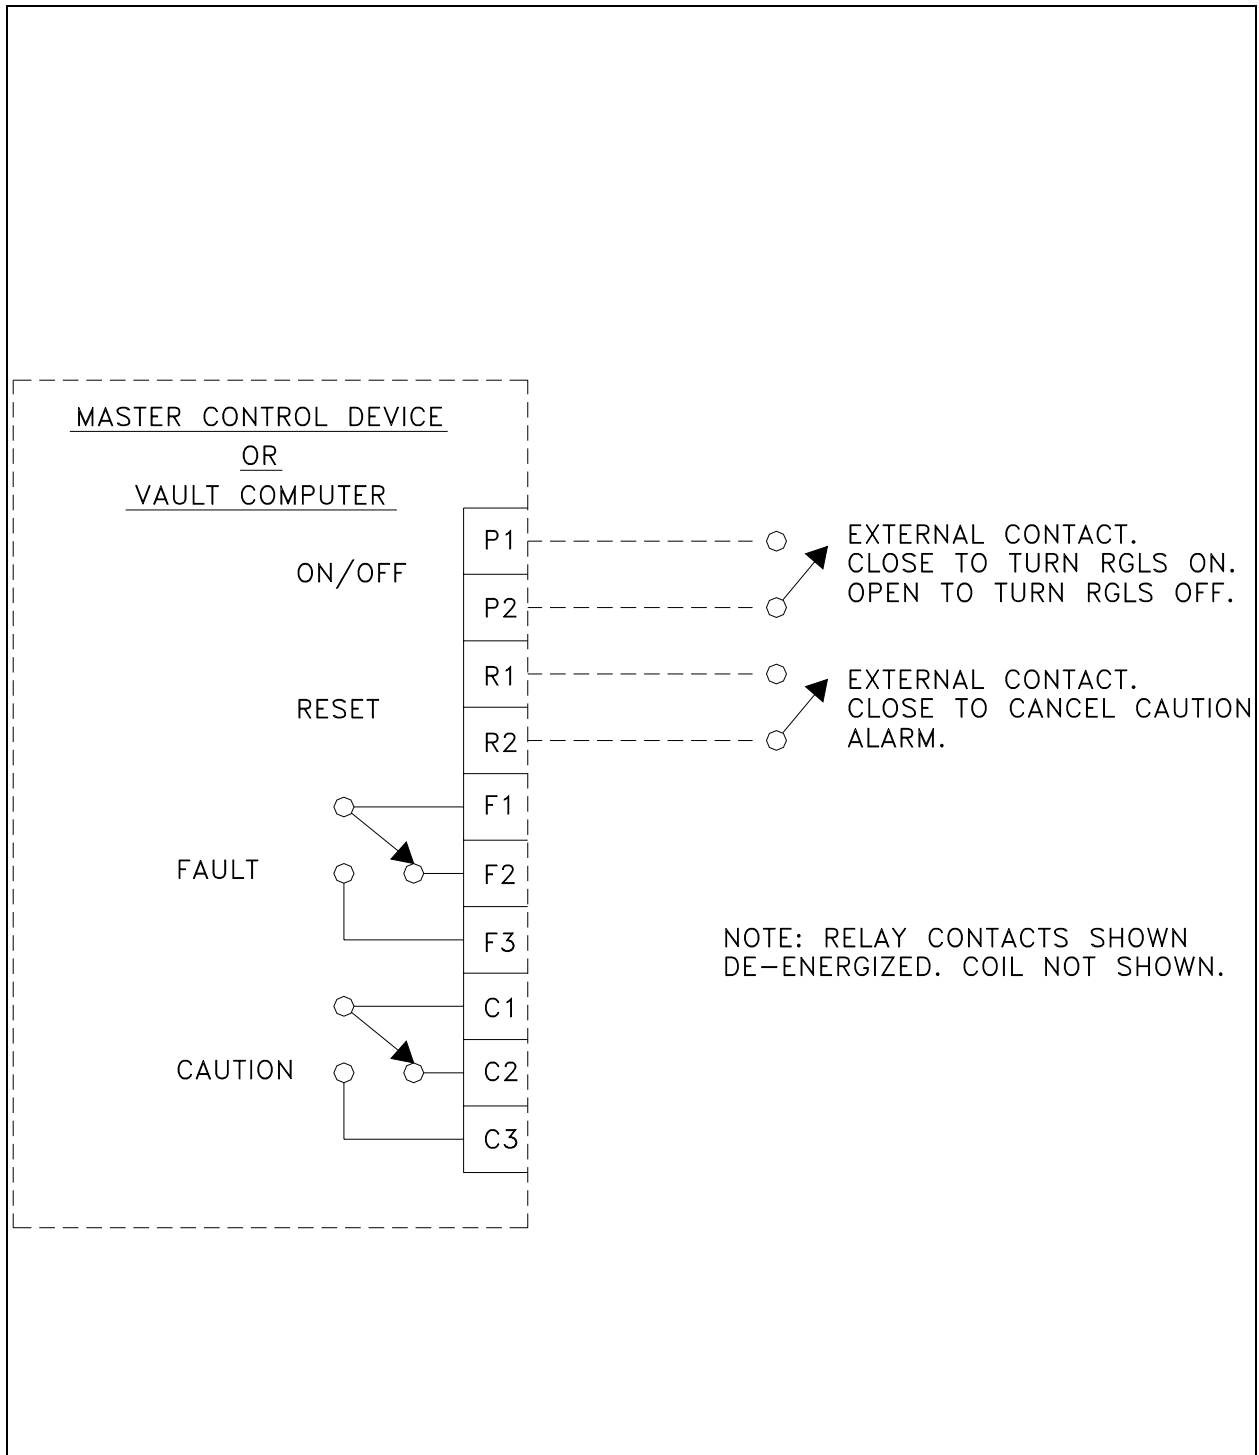 MASTER CONTROL DEVICE
OR
VAULT COMPUTER
ON/OFF
RESET
FAULT
CAUTION
P1
P2
R1
R2
F1
F2
F3
C1
C2
C3
EXTERNAL CONTACT.
CLOSE TO TURN RGLS ON.
OPEN TO TURN RGLS OFF.
EXTERNAL CONTACT.
CLOSE TO CANCEL CAUTION
ALARM.
NOTE: RELAY CONTACTS SHOWN
DE-ENERGIZED. COIL NOT SHOWN.